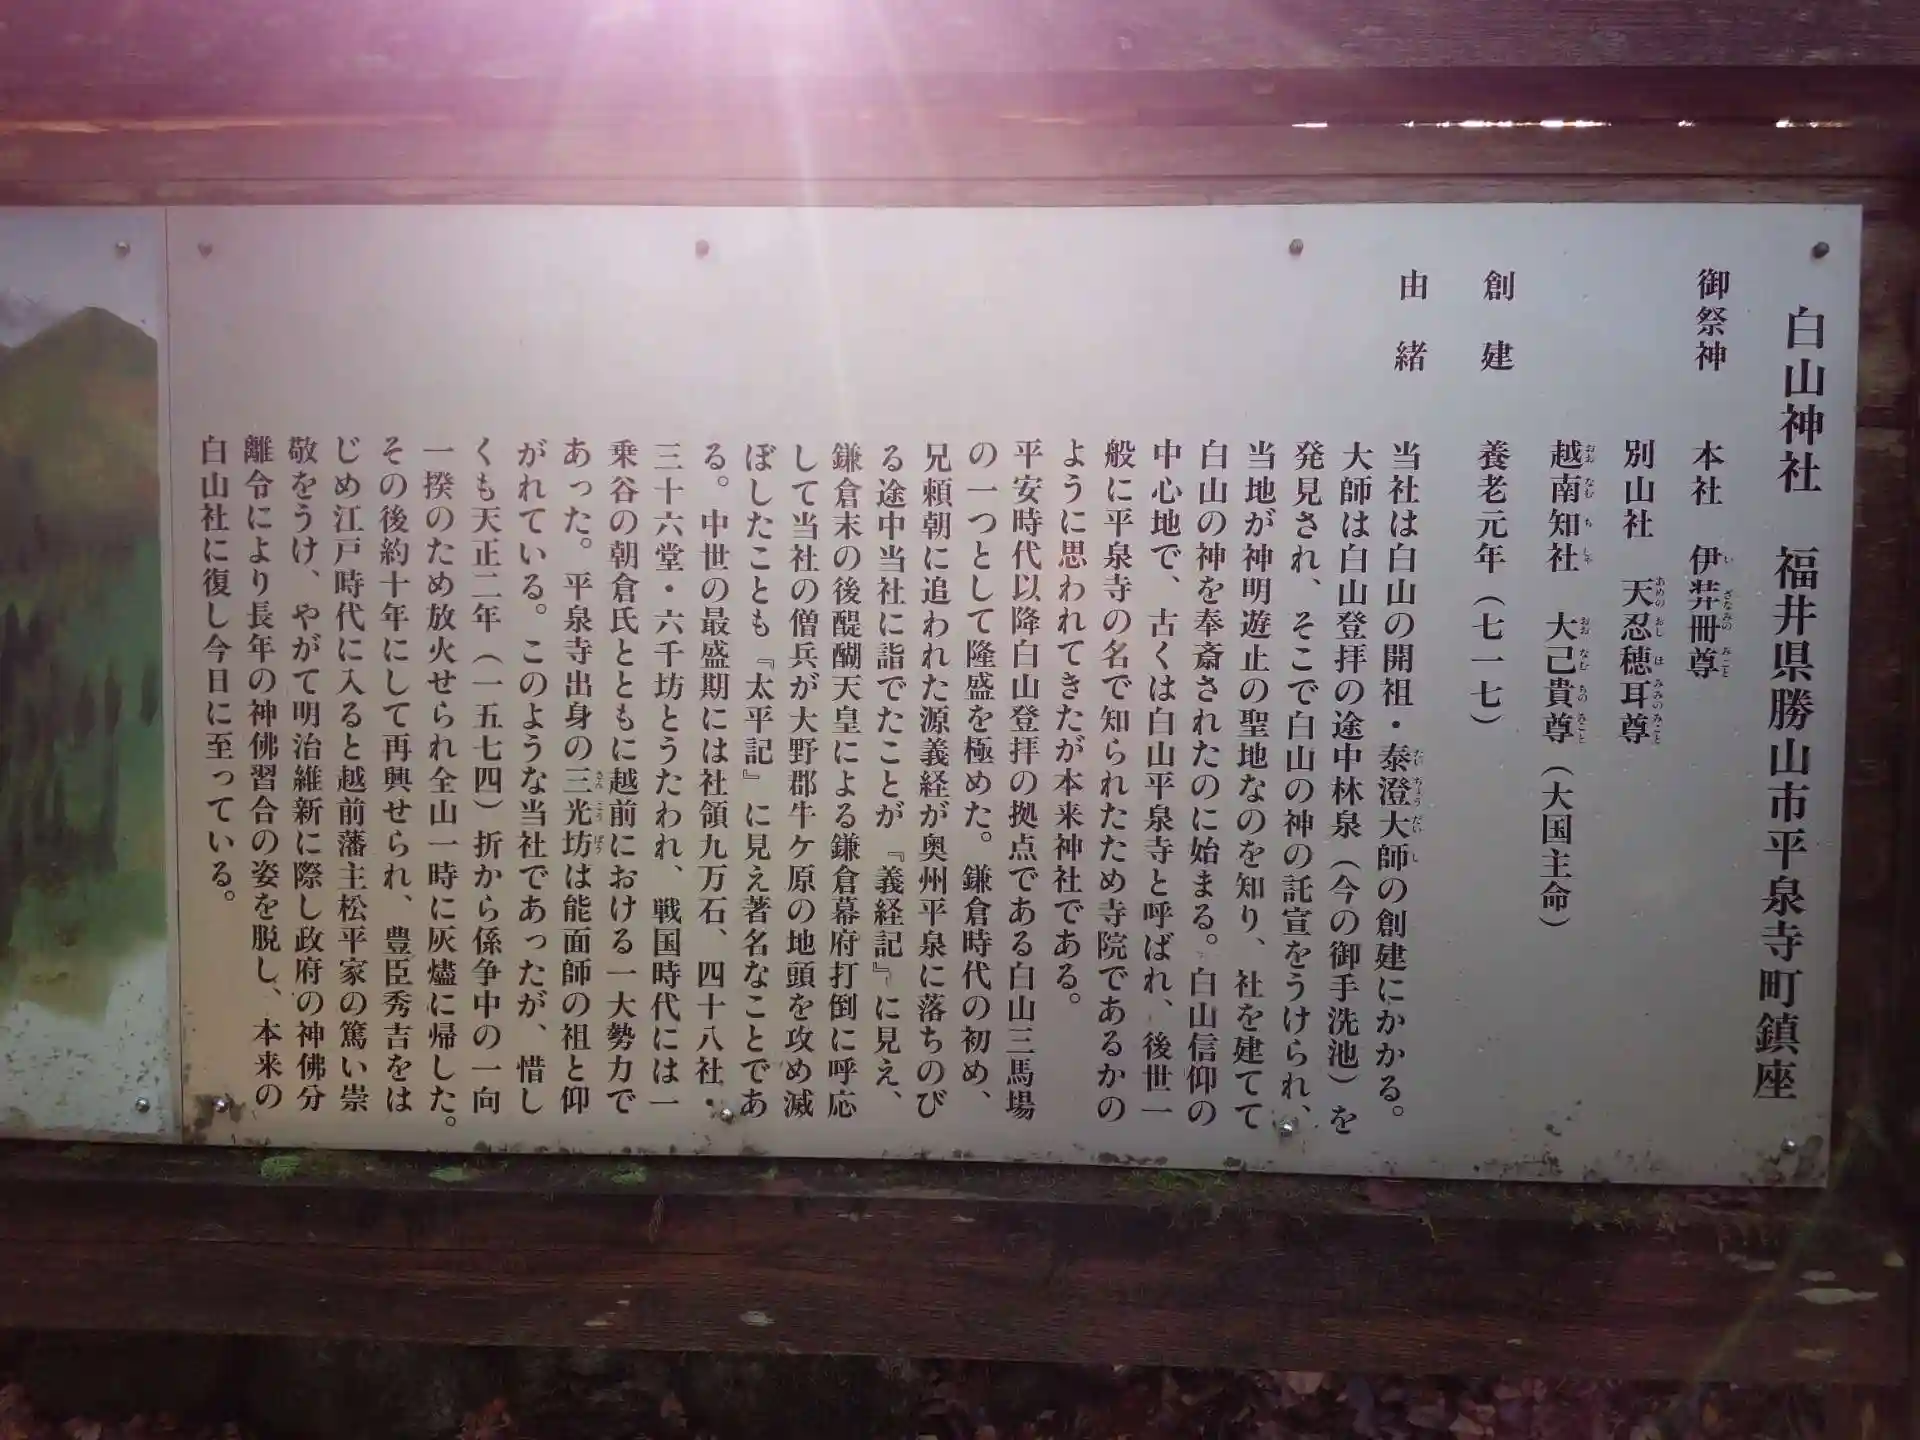 白山神社　福井県勝山市平泉寺町鎮座
御祭神　本社　伊弉冊尊
別山社　天忍穂耳尊
越南知社　大己貴尊（大国主命）
創建　養老元年（七一七）
由緒　当社は白山の開祖・泰澄大師の創建にかかる。
大師は白山登拝の途中林泉（今の御手洗池）を
発見され、そこで白山の神の託宣をうけられ、
当地が神明遊止の聖地なのを知り、社を建てて
白山の神を奉斎されたのに始まる。白山信仰の
中心地で、古くは白山平泉寺と呼ばれ、後世一
般に平泉寺の名で知られたため寺院であるかの
ように思われてきたが本来神社である。
平安時代以降白山登拝の拠点である白山三馬場
の一つとして隆盛を極めた。鎌倉時代の初め、
兄頼朝に追われた源義経が奥州平泉に落ちのび
る途中当社に詣でたことが『義経記』に見え、
鎌倉末の後醍醐天皇による鎌倉幕府打倒に呼応
して当社の僧兵が大野郡牛ケ原の地頭を攻め滅
ぼしたことも『太平記』に見え著名なことであ
る。中世の最盛期には社領九万石、四十八社・
三十六堂・六千坊とうたわれ、戦国時代には一
乗谷の朝倉氏とともに越前における一大勢力で
あった。平泉寺出身の三光坊は能面師の祖と仰
がれている。このような当社であったが、惜し
くも天正二年（一五七四）折から係争中の一向
一揆のため放火せられ全山一時に灰燼に帰した。
その後約十年にして再興せられ、豊臣秀吉をは
じめ江戸時代に入ると越前藩主松平家の篤い崇
敬をうけ、やがて明治維新に際し政府の神佛分
離令により長年の神佛習合の姿を脱し、本来の
白山社に復し今日に至っている。